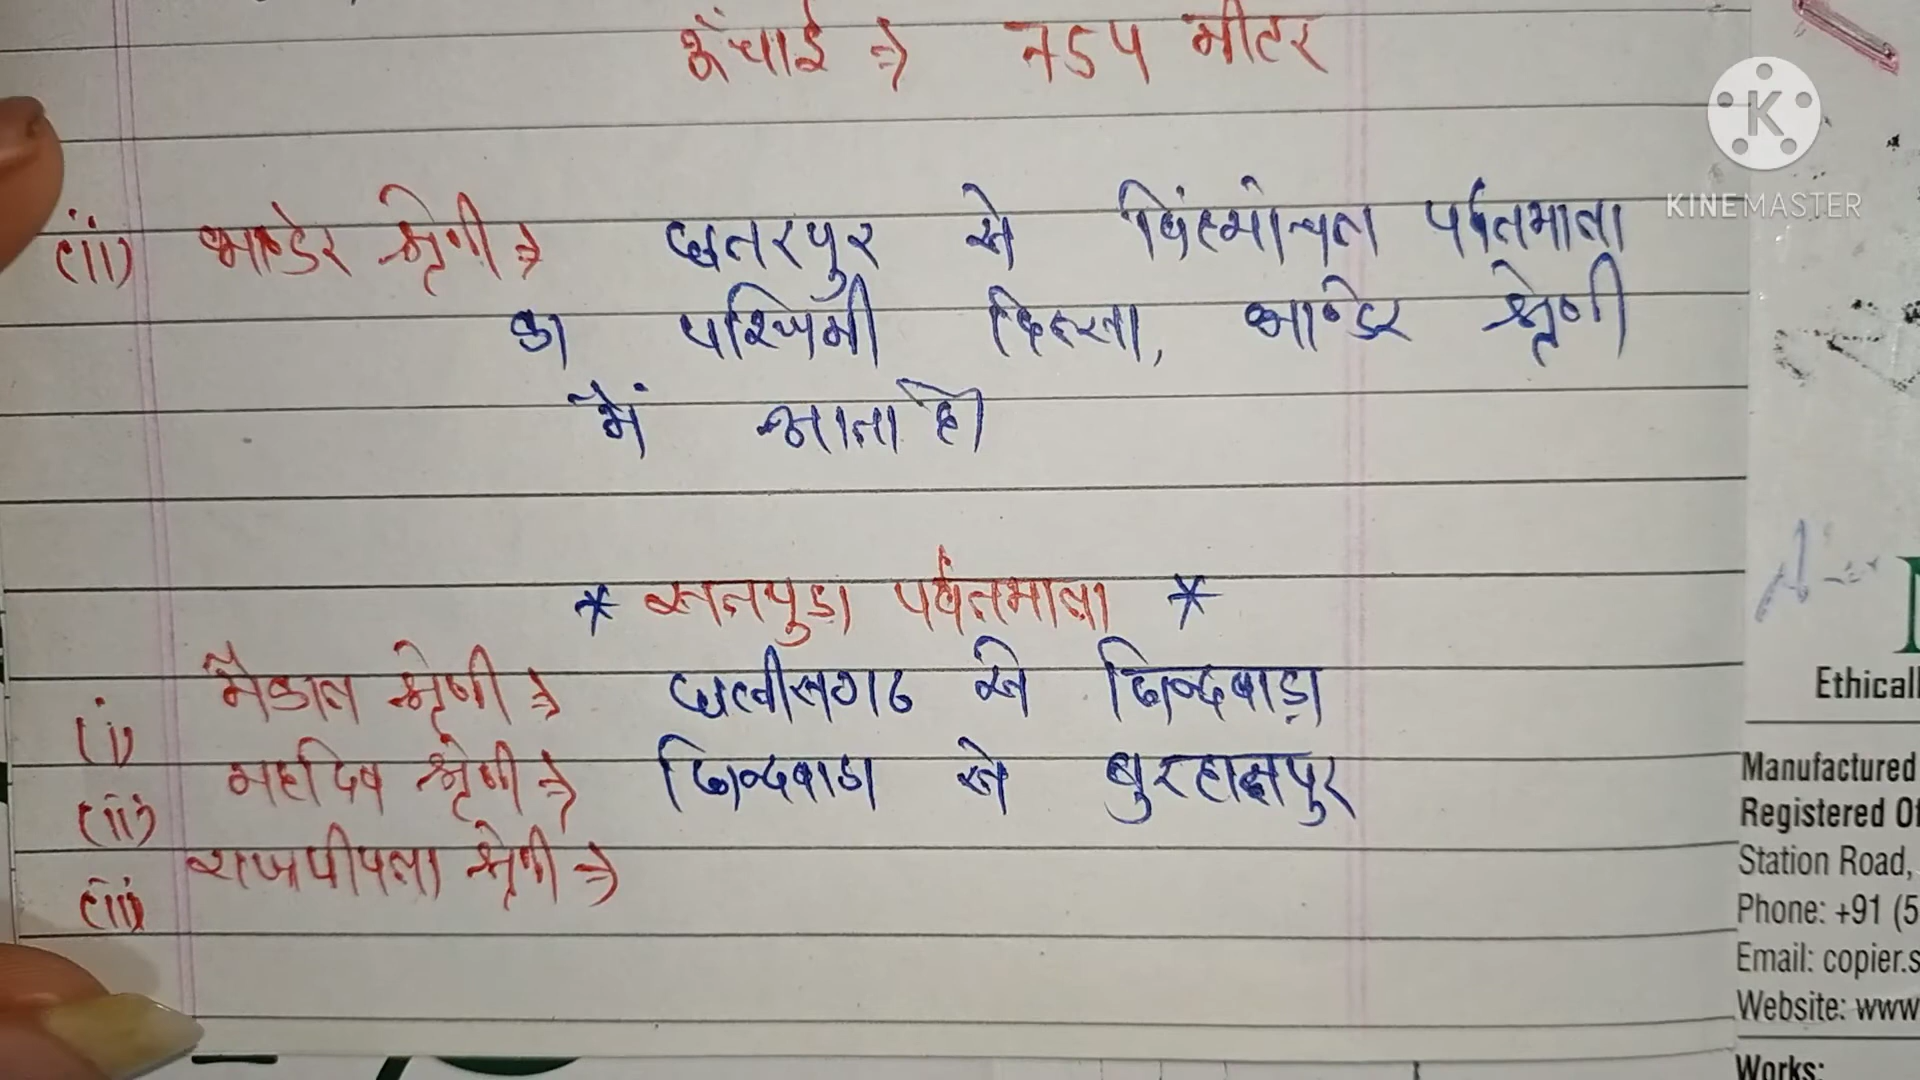 ऊँचाई → 754 मीटर
KINEMASTER
(ii) भाण्डेर श्रेणी → छतरपुर से विंध्याचल पर्वतमाला
का पश्चिमी हिस्सा, भाण्डेर श्रेणी
में आता है।
* सतपुड़ा पर्वतमाला *
(i) मैकाल श्रेणी → छत्तीसगढ से छिन्दवाड़ा
(ii) महादेव श्रेणी → छिन्दवाडा से बुरहानपुर
(iii) राजपीपला श्रेणी →
Ethicall
Manufactured
Registered Of
Station Road,
Phone: +91 (5
Email: copier.s
Website: www
Works: